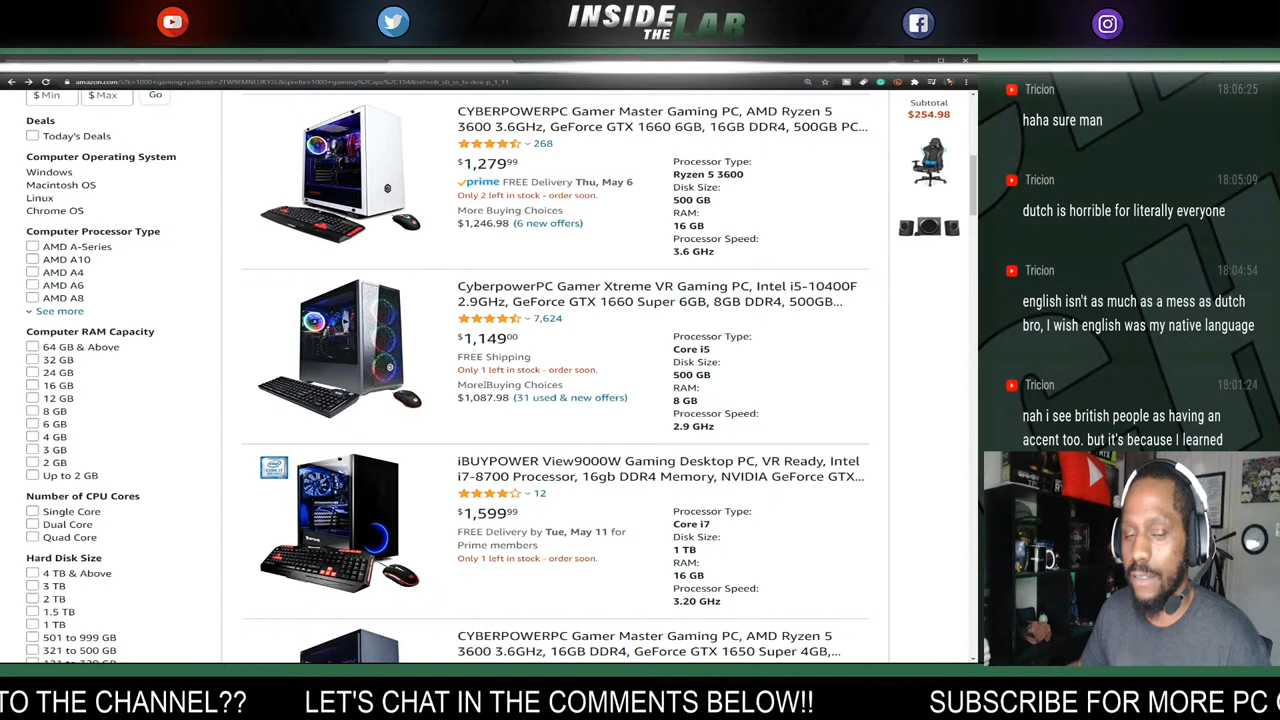 INSIDE
THE LAB
$ Min
$ Max
Go
Deals
Today's Deals
Computer Operating System
Windows
Macintosh OS
Linux
Chrome OS
Computer Processor Type
AMD A-Series
AMD A10
AMD A4
AMD A6
AMD A8
See more
Computer RAM Capacity
64 GB & Above
32 GB
24 GB
16 GB
12 GB
8 GB
6 GB
4 GB
3 GB
2 GB
Up to 2 GB
Number of CPU Cores
Single Core
Dual Core
Quad Core
Hard Disk Size
4 TB & Above
3 TB
2 TB
1.5 TB
1 TB
501 to 999 GB
321 to 500 GB
CYBERPOWERPC Gamer Master Gaming PC, AMD Ryzen 5
3600 3.6GHz, GeForce GTX 1660 6GB, 16GB DDR4, 500GB PC...
268
$1,279.99
prime FREE Delivery Thu, May 6
Only 2 left in stock - order soon.
More Buying Choices
$1,246.98 (6 new offers)
Processor Type:
Ryzen 5 3600
Disk Size:
500 GB
RAM:
16 GB
Processor Speed:
3.6 GHz
CyberpowerPC Gamer Xtreme VR Gaming PC, Intel i5-10400F
2.9GHz, GeForce GTX 1660 Super 6GB, 8GB DDR4, 500GB...
7,624
$1,149.00
FREE Shipping
Only 1 left in stock - order soon.
More Buying Choices
$1,087.98 (31 used & new offers)
Processor Type:
Core i5
Disk Size:
500 GB
RAM:
8 GB
Processor Speed:
2.9 GHz
iBUYPOWER View9000W Gaming Desktop PC, VR Ready, Intel
i7-8700 Processor, 16gb DDR4 Memory, NVIDIA GeForce GTX...
12
$1,599.99
FREE Delivery by Tue, May 11 for
Prime members
Only 1 left in stock - order soon.
Processor Type:
Core i7
Disk Size:
1 TB
RAM:
16 GB
Processor Speed:
3.20 GHz
CYBERPOWERPC Gamer Master Gaming PC, AMD Ryzen 5
3600 3.6GHz, 16GB DDR4, GeForce GTX 1650 Super 4GB,...
Subtotal
$254.98
Tricion 18:06:25
haha sure man
Tricion 18:05:09
dutch is horrible for literally everyone
Tricion 18:04:54
english isn't as much as a mess as dutch
bro, I wish english was my native language
Tricion 18:01:24
nah i see british people as having an
accent too. but it's because I learned
TO THE CHANNEL?? LET'S CHAT IN THE COMMENTS BELOW!! SUBSCRIBE FOR MORE PC